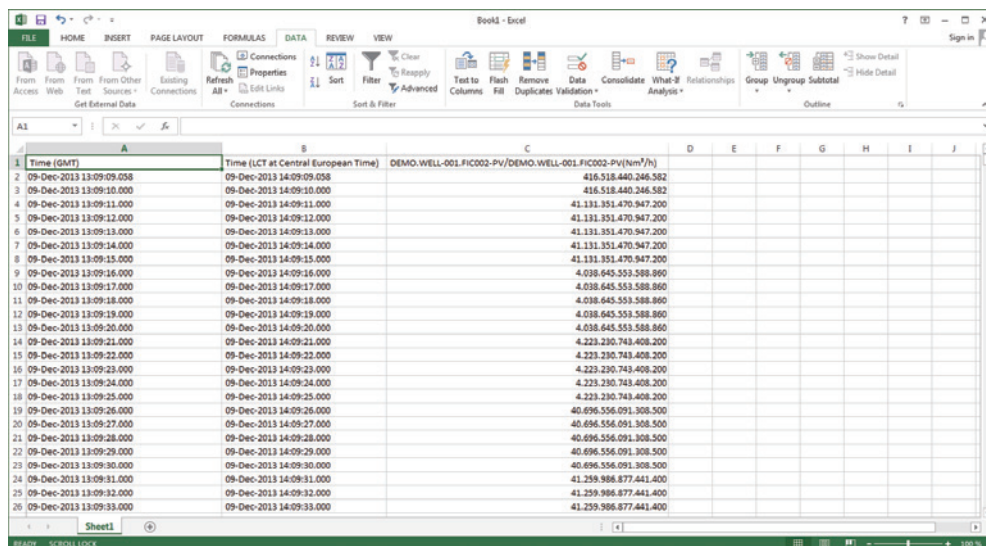 Book1 - Excel
FILE HOME INSERT PAGE LAYOUT FORMULAS DATA REVIEW VIEW Sign in
From Access From Web From Text From Other Sources Existing Connections Refresh All Connections Properties Edit Links Sort Filter Clear Reapply Advanced Text to Columns Flash Fill Remove Duplicates Data Validation Consolidate What-If Analysis Relationships Group Ungroup Subtotal Show Detail Hide Detail
Get External Data Connections Sort & Filter Data Tools Outline
A1 fx
A B C D E F G H I J
1 Time (GMT) Time (LCT at Central European Time) DEMO.WELL-001.FIC002-PV/DEMO.WELL-001.FIC002-PV(Nm³/h)
2 09-Dec-2013 13:09:09.058 09-Dec-2013 14:09:09.058 416.518.440.246.582
3 09-Dec-2013 13:09:10.000 09-Dec-2013 14:09:10.000 416.518.440.246.582
4 09-Dec-2013 13:09:11.000 09-Dec-2013 14:09:11.000 41.131.351.470.947.200
5 09-Dec-2013 13:09:12.000 09-Dec-2013 14:09:12.000 41.131.351.470.947.200
6 09-Dec-2013 13:09:13.000 09-Dec-2013 14:09:13.000 41.131.351.470.947.200
7 09-Dec-2013 13:09:14.000 09-Dec-2013 14:09:14.000 41.131.351.470.947.200
8 09-Dec-2013 13:09:15.000 09-Dec-2013 14:09:15.000 41.131.351.470.947.200
9 09-Dec-2013 13:09:16.000 09-Dec-2013 14:09:16.000 4.038.645.553.588.860
10 09-Dec-2013 13:09:17.000 09-Dec-2013 14:09:17.000 4.038.645.553.588.860
11 09-Dec-2013 13:09:18.000 09-Dec-2013 14:09:18.000 4.038.645.553.588.860
12 09-Dec-2013 13:09:19.000 09-Dec-2013 14:09:19.000 4.038.645.553.588.860
13 09-Dec-2013 13:09:20.000 09-Dec-2013 14:09:20.000 4.038.645.553.588.860
14 09-Dec-2013 13:09:21.000 09-Dec-2013 14:09:21.000 4.223.230.743.408.200
15 09-Dec-2013 13:09:22.000 09-Dec-2013 14:09:22.000 4.223.230.743.408.200
16 09-Dec-2013 13:09:23.000 09-Dec-2013 14:09:23.000 4.223.230.743.408.200
17 09-Dec-2013 13:09:24.000 09-Dec-2013 14:09:24.000 4.223.230.743.408.200
18 09-Dec-2013 13:09:25.000 09-Dec-2013 14:09:25.000 4.223.230.743.408.200
19 09-Dec-2013 13:09:26.000 09-Dec-2013 14:09:26.000 40.696.556.091.308.500
20 09-Dec-2013 13:09:27.000 09-Dec-2013 14:09:27.000 40.696.556.091.308.500
21 09-Dec-2013 13:09:28.000 09-Dec-2013 14:09:28.000 40.696.556.091.308.500
22 09-Dec-2013 13:09:29.000 09-Dec-2013 14:09:29.000 40.696.556.091.308.500
23 09-Dec-2013 13:09:30.000 09-Dec-2013 14:09:30.000 40.696.556.091.308.500
24 09-Dec-2013 13:09:31.000 09-Dec-2013 14:09:31.000 41.259.986.877.441.400
25 09-Dec-2013 13:09:32.000 09-Dec-2013 14:09:32.000 41.259.986.877.441.400
26 09-Dec-2013 13:09:33.000 09-Dec-2013 14:09:33.000 41.259.986.877.441.400
Sheet1
READY SCROLL LOCK 100 %